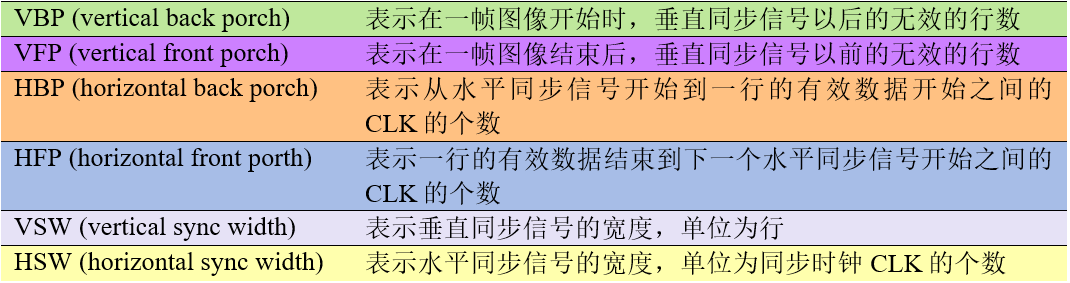 VBP (vertical back porch) 表示在一帧图像开始时，垂直同步信号以后的无效的行数
VFP (vertical front porch) 表示在一帧图像结束后，垂直同步信号以前的无效的行数
HBP (horizontal back porch) 表示从水平同步信号开始到一行的有效数据开始之间的
CLK 的个数
HFP (horizontal front porth) 表示一行的有效数据结束到下一个水平同步信号开始之间的
CLK 的个数
VSW (vertical sync width) 表示垂直同步信号的宽度，单位为行
HSW (horizontal sync width) 表示水平同步信号的宽度，单位为同步时钟 CLK 的个数